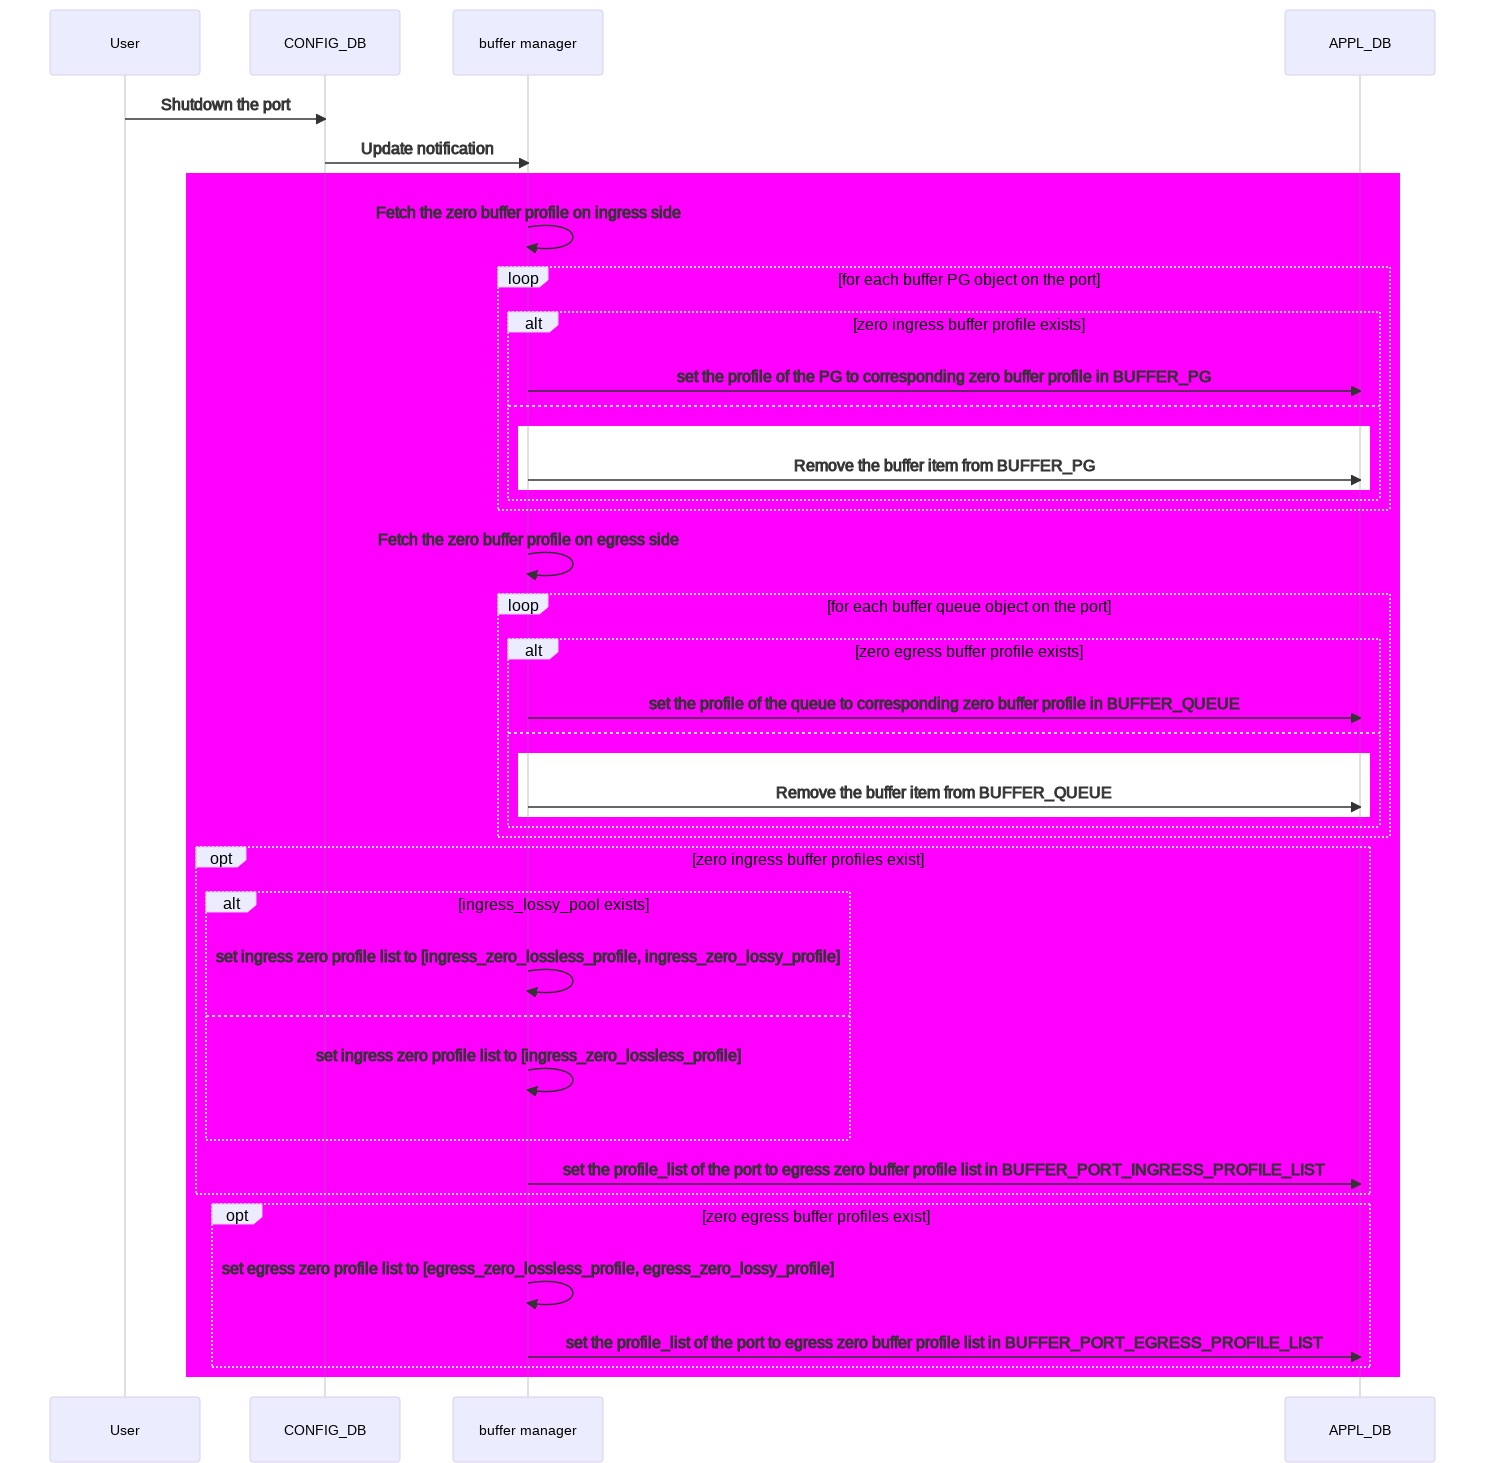 User
CONFIG_DB
buffer manager
APPL_DB
Shutdown the port
Update notification
Fetch the zero buffer profile on ingress side
loop
[for each buffer PG object on the port]
alt
[zero ingress buffer profile exists]
set the profile of the PG to corresponding zero buffer profile in BUFFER_PG
Remove the buffer item from BUFFER_PG
Fetch the zero buffer profile on egress side
loop
[for each buffer queue object on the port]
alt
[zero egress buffer profile exists]
set the profile of the queue to corresponding zero buffer profile in BUFFER_QUEUE
Remove the buffer item from BUFFER_QUEUE
opt
[zero ingress buffer profiles exist]
alt
[ingress_lossy_pool exists]
set ingress zero profile list to [ingress_zero_lossless_profile, ingress_zero_lossy_profile]
set ingress zero profile list to [ingress_zero_lossless_profile]
set the profile_list of the port to egress zero buffer profile list in BUFFER_PORT_INGRESS_PROFILE_LIST
opt
[zero egress buffer profiles exist]
set egress zero profile list to [egress_zero_lossless_profile, egress_zero_lossy_profile]
set the profile_list of the port to egress zero buffer profile list in BUFFER_PORT_EGRESS_PROFILE_LIST
User
CONFIG_DB
buffer manager
APPL_DB